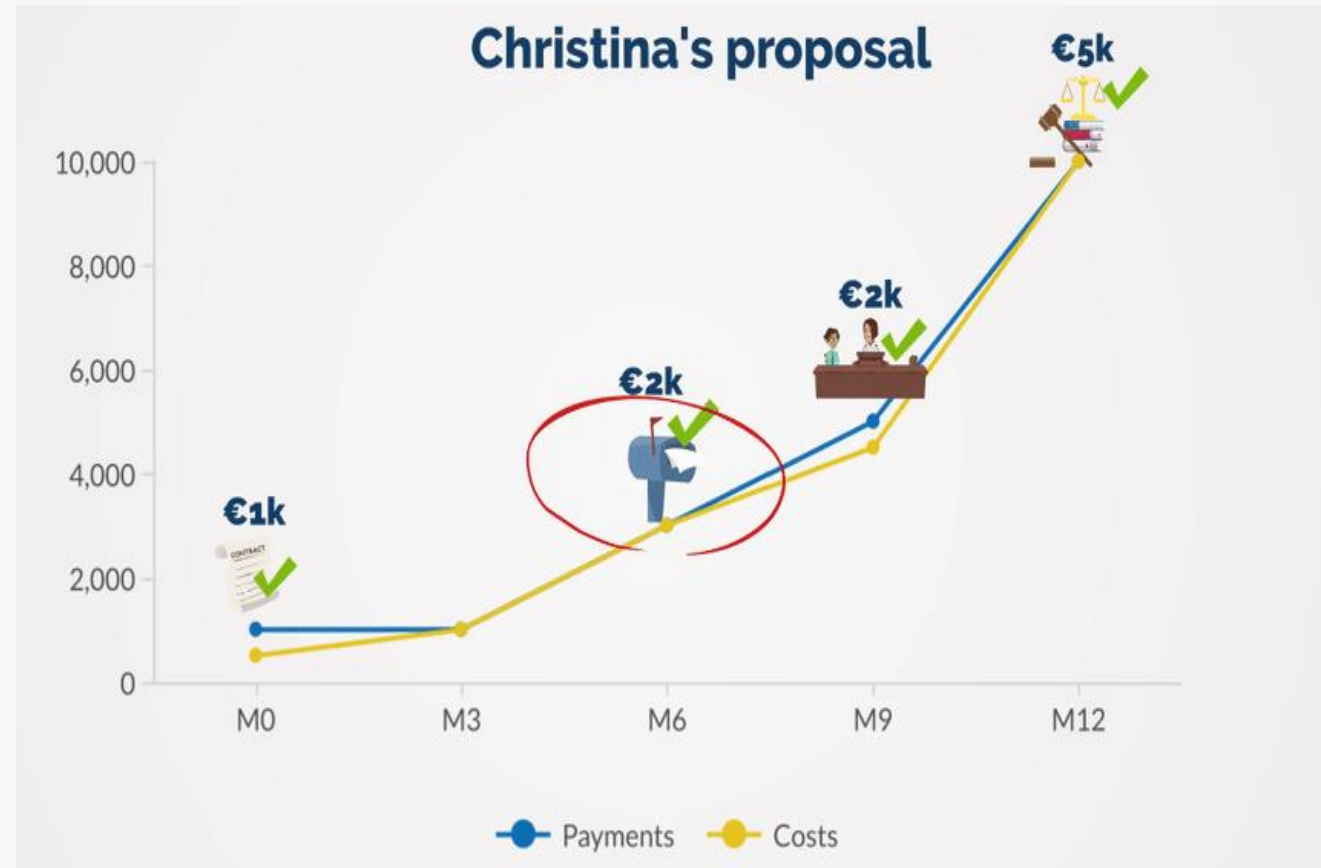 Christina's proposal
€5k
10,000
8,000
€2k
6,000
€2k
4,000
€1k
CONTRACT
2,000
0
M0 M3 M6 M9 M12
Payments Costs